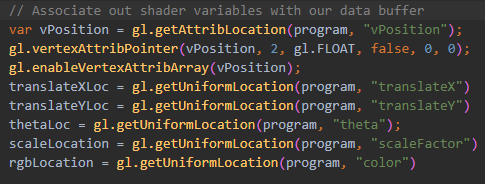 // Associate out shader variables with our data buffer
var vPosition = gl.getAttribLocation(program, "vPosition");
gl.vertexAttribPointer(vPosition, 2, gl.FLOAT, false, 0, 0);
gl.enableVertexAttribArray(vPosition);
translateXLoc = gl.getUniformLocation(program, "translateX")
translateYLoc = gl.getUniformLocation(program, "translateY")
thetaLoc = gl.getUniformLocation(program, "theta");
scaleLocation = gl.getUniformLocation(program, "scaleFactor")
rgbLocation = gl.getUniformLocation(program, "color")